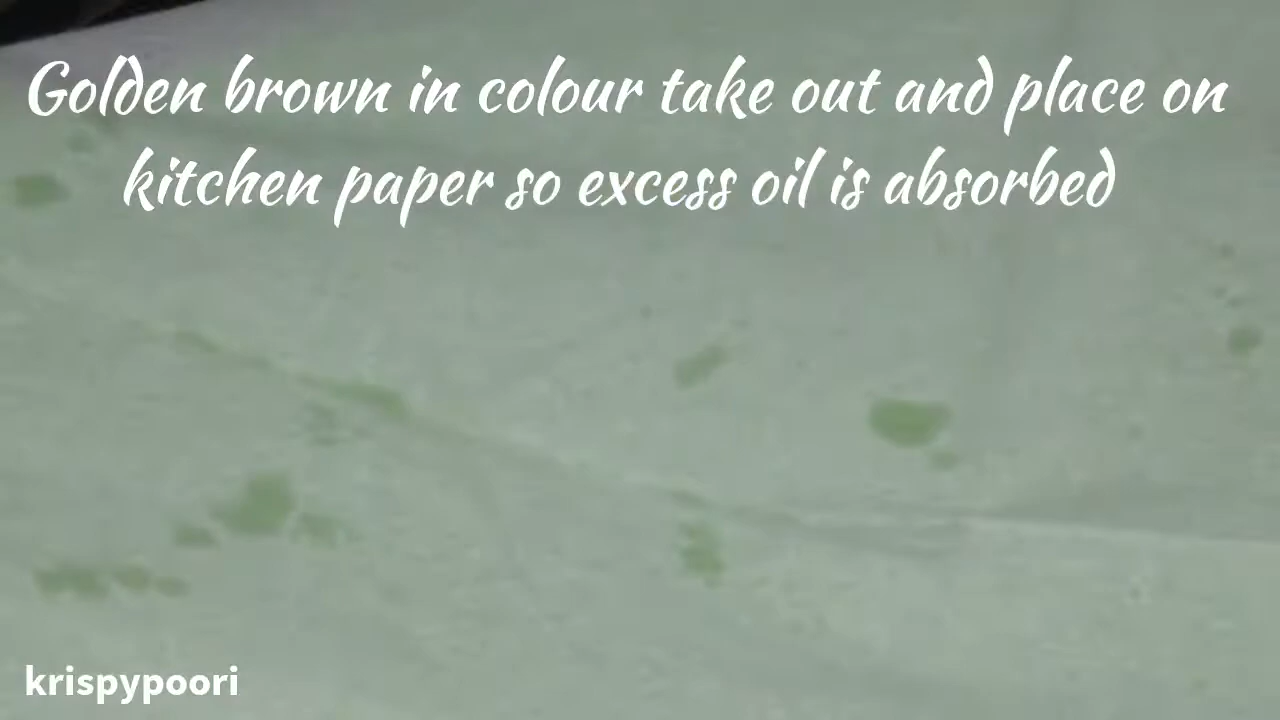 Golden brown in colour take out and place on
kitchen paper so excess oil is absorbed
krispypoori